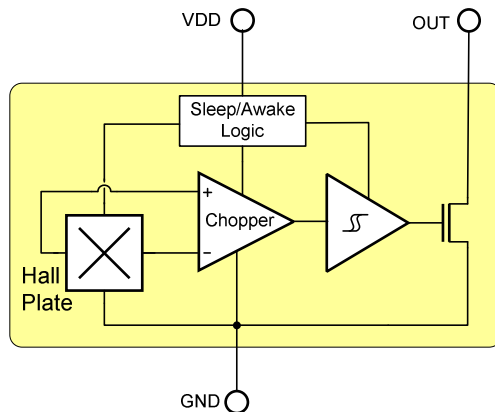 VDD
OUT
Sleep/Awake
Logic
+
Chopper
−
Hall
Plate
GND